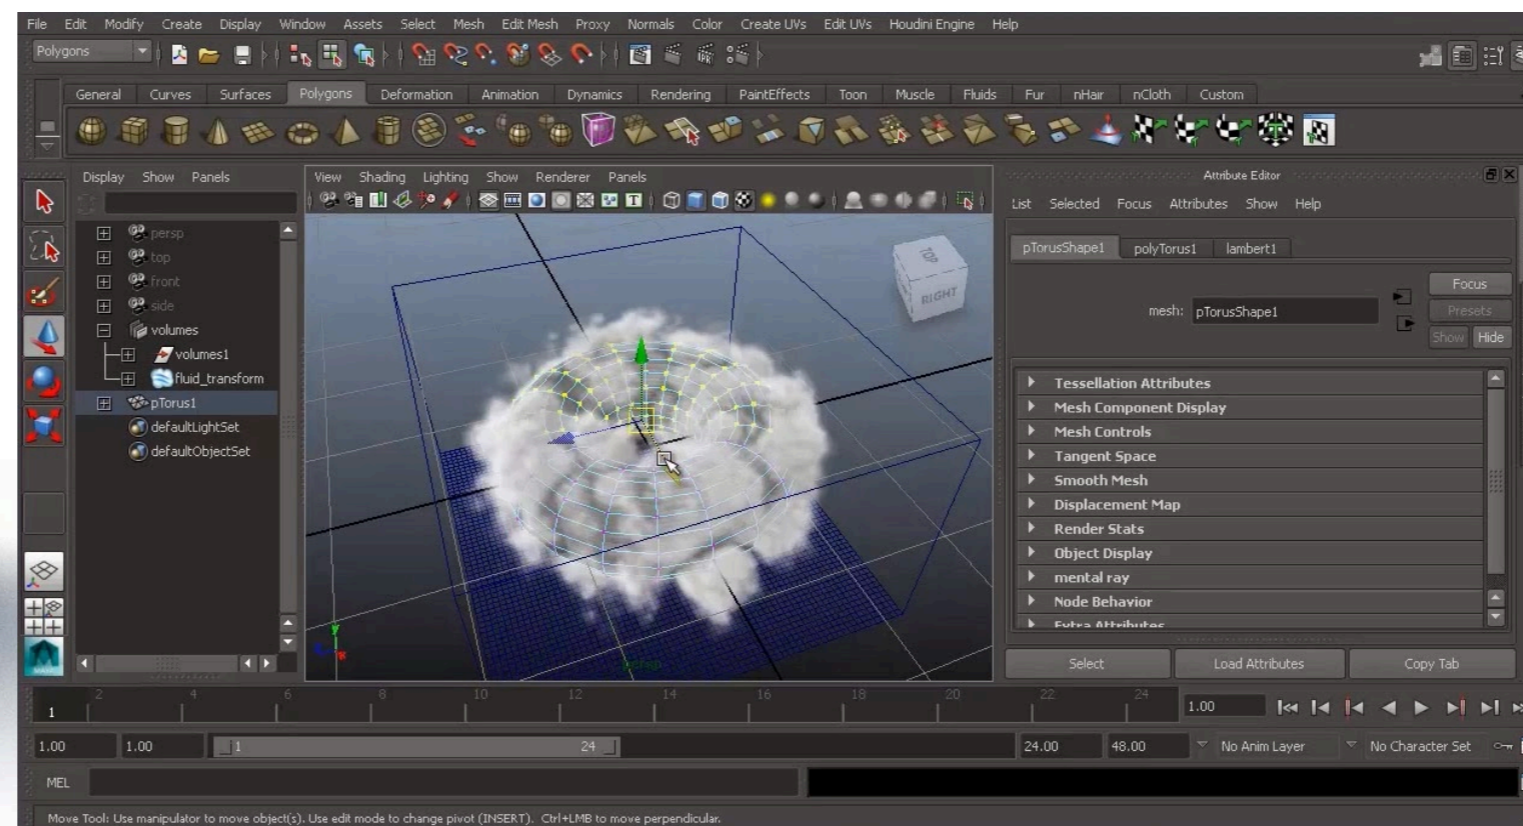 File Edit Modify Create Display Window Assets Select Mesh Edit Mesh Proxy Normals Color Create UVs Edit UVs Houdini Engine Help
Polygons
General Curves Surfaces Polygons Deformation Animation Dynamics Rendering PaintEffects Toon Muscle Fluids Fur nHair nCloth Custom
Display Show Panels
persp
top
front
side
volumes
volumes1
fluid_transform
pTorus1
defaultLightSet
defaultObjectSet
View Shading Lighting Show Renderer Panels
TOP
RIGHT
persp
y
Attribute Editor
List Selected Focus Attributes Show Help
pTorusShape1 polyTorus1 lambert1
Focus
mesh: pTorusShape1
Presets
Show Hide
Tessellation Attributes
Mesh Component Display
Mesh Controls
Tangent Space
Smooth Mesh
Displacement Map
Render Stats
Object Display
mental ray
Node Behavior
Extra Attributes
Select Load Attributes Copy Tab
1 2 4 6 8 10 12 14 16 18 20 22 24 1.00
1.00 1.00 1 24 24.00 48.00 No Anim Layer No Character Set
MEL
Move Tool: Use manipulator to move object(s). Use edit mode to change pivot (INSERT). Ctrl+LMB to move perpendicular.